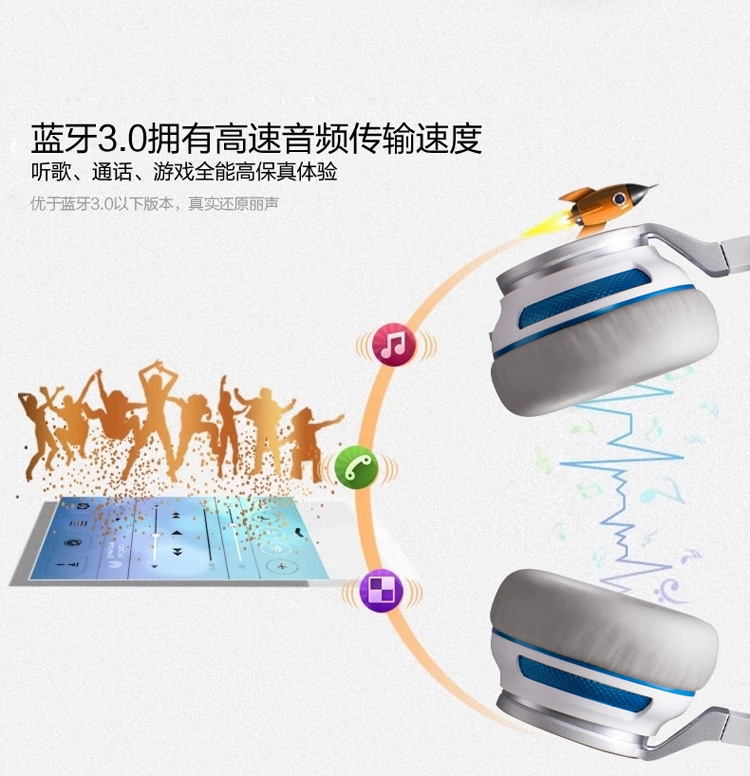 蓝牙3.0拥有高速音频传输速度
听歌、通话、游戏全能高保真体验
优于蓝牙3.0以下版本，真实还原丽声